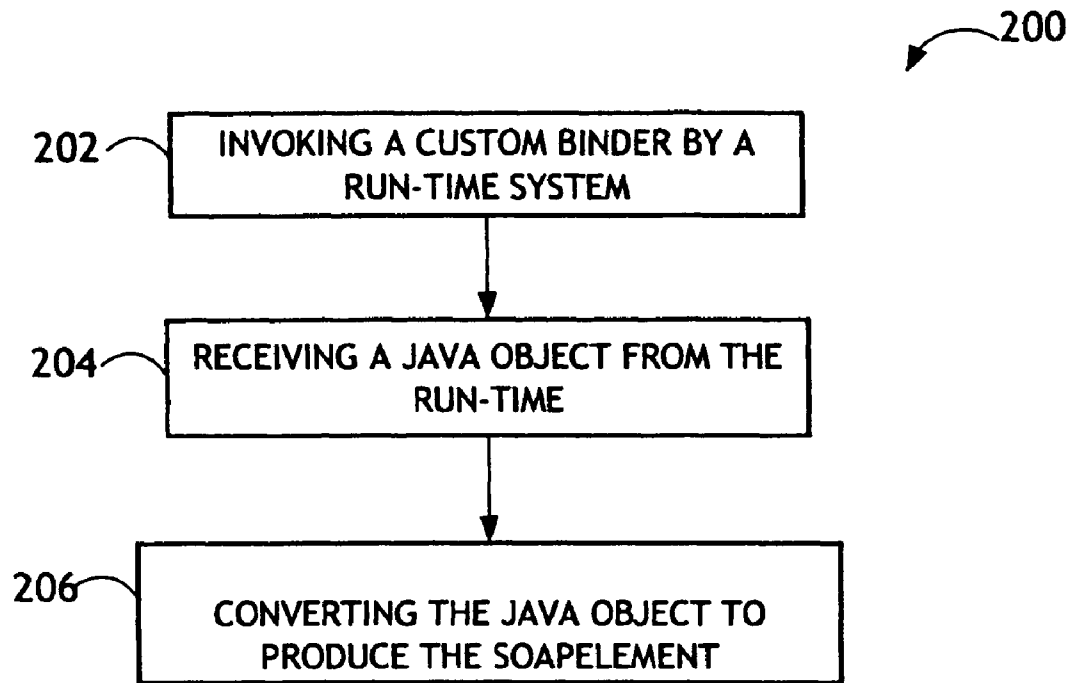 200
202
INVOKING A CUSTOM BINDER BY A
RUN-TIME SYSTEM
204
RECEIVING A JAVA OBJECT FROM THE
RUN-TIME
206
CONVERTING THE JAVA OBJECT TO
PRODUCE THE SOAPELEMENT